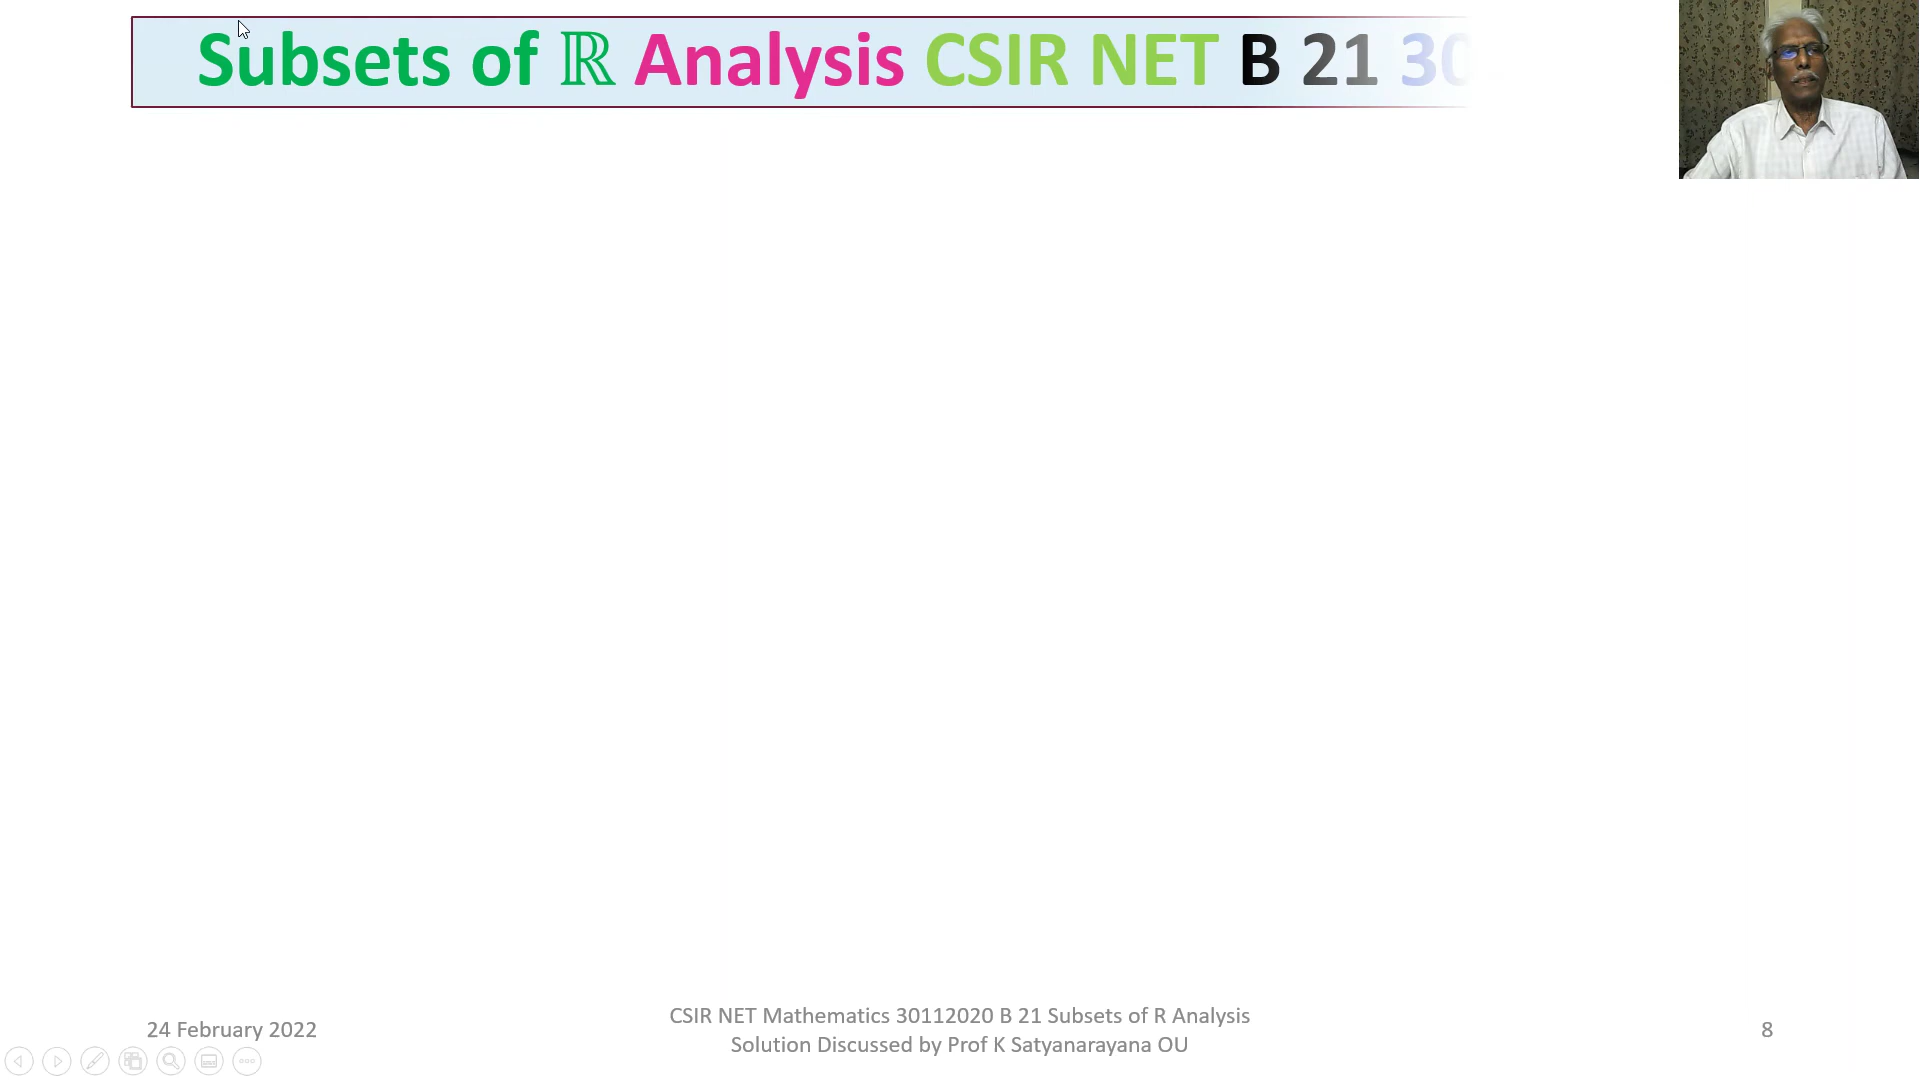 Subsets of ℝ Analysis CSIR NET B 21 30
24 February 2022
CSIR NET Mathematics 30112020 B 21 Subsets of R Analysis
Solution Discussed by Prof K Satyanarayana OU
8